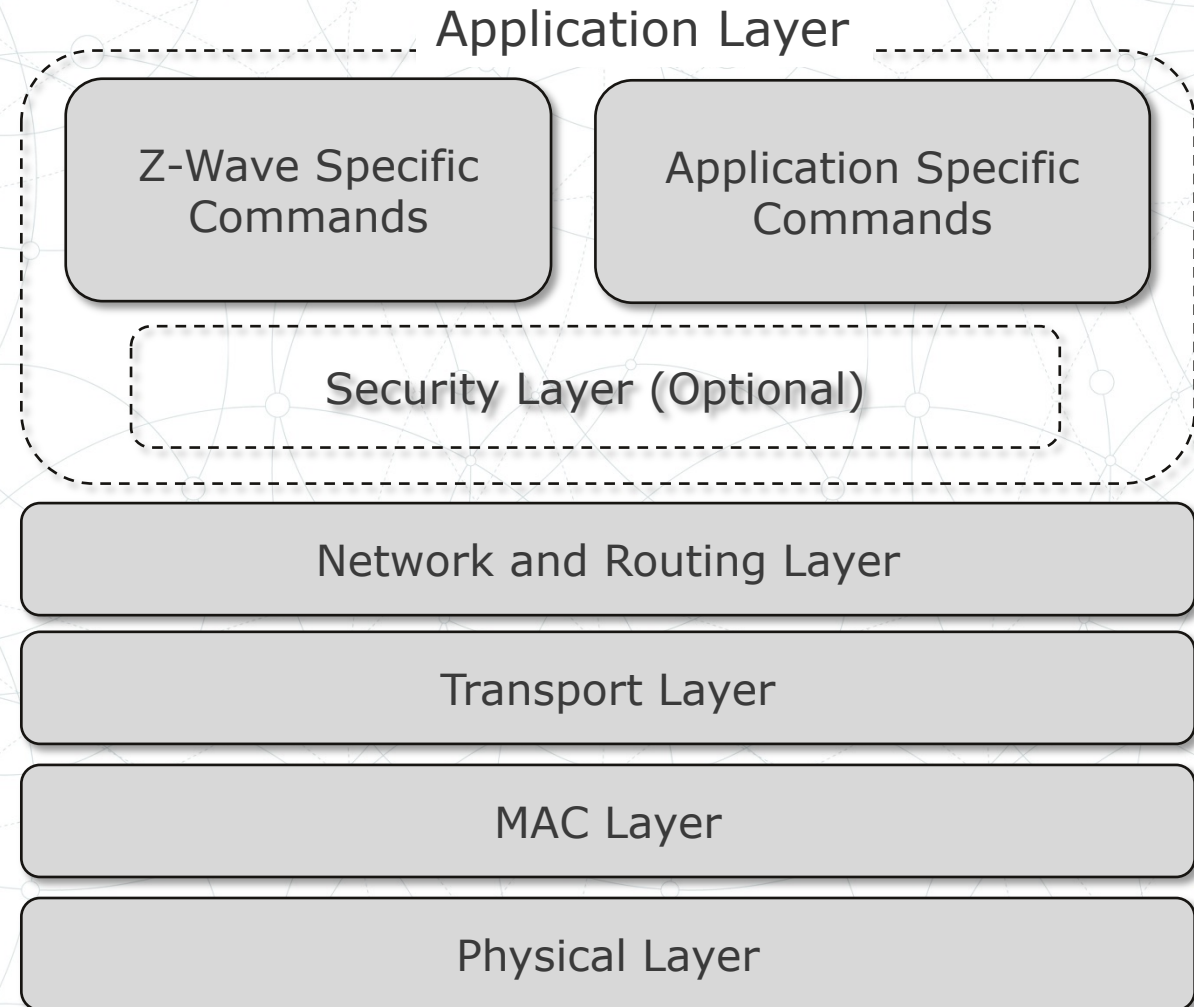 Application Layer
Z-Wave Specific
Commands
Application Specific
Commands
Security Layer (Optional)
Network and Routing Layer
Transport Layer
MAC Layer
Physical Layer